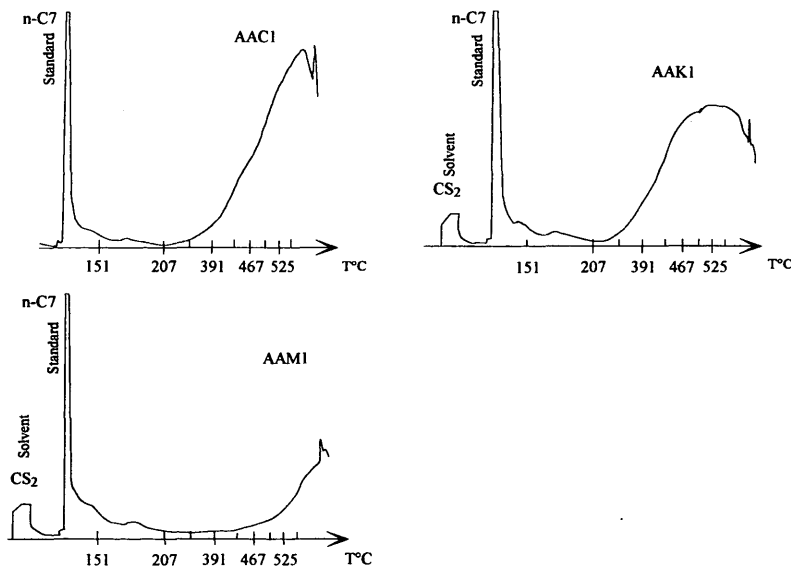 n-C7
Standard
AAC1
151 207 391 467 525 T°C
n-C7
Standard
AAK1
Solvent
CS2
151 207 391 467 525 T°C
n-C7
Standard
AAM1
Solvent
CS2
151 207 391 467 525 T°C